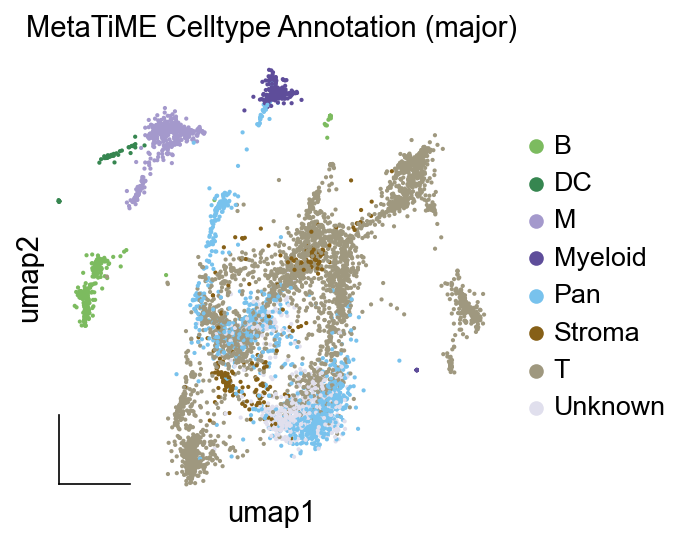 MetaTiME Celltype Annotation (major)
B
DC
M
Myeloid
Pan
Stroma
T
Unknown
umap2
umap1